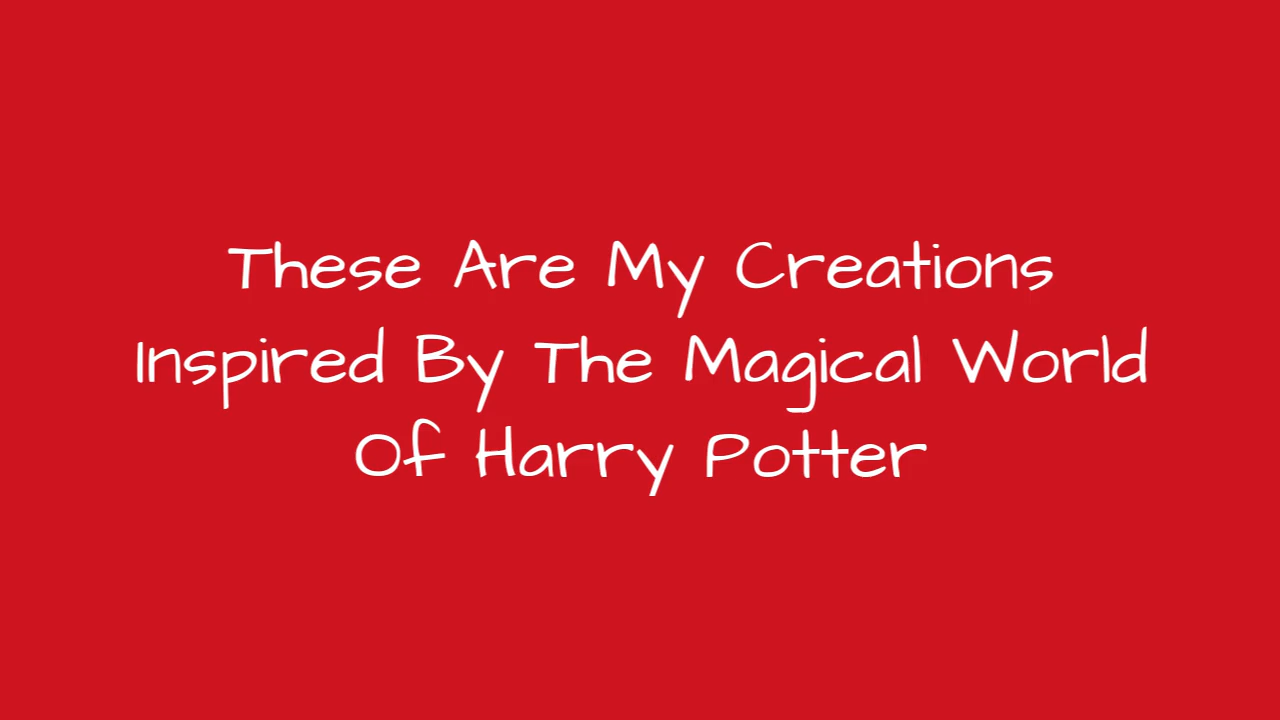 These Are My Creations
Inspired By The Magical World
Of Harry Potter